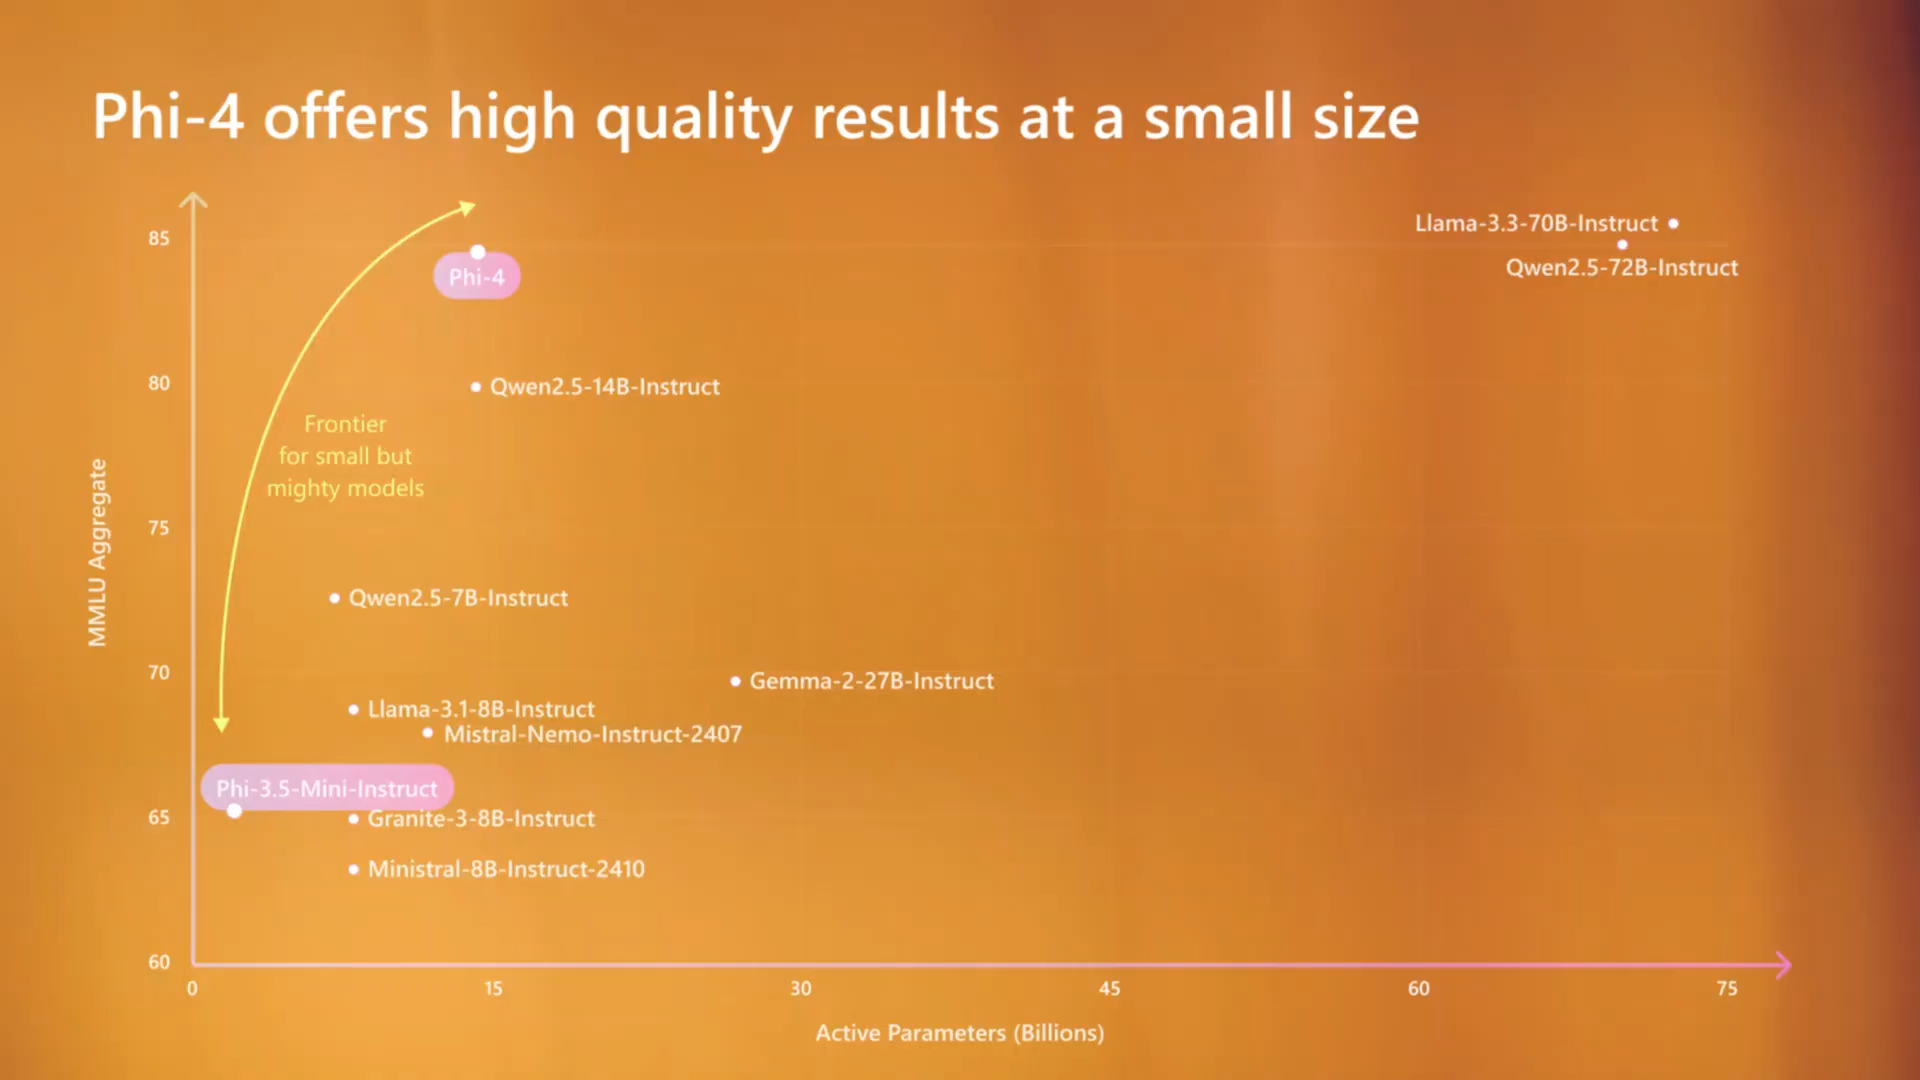 Phi-4 offers high quality results at a small size
85
80
75
70
65
60
MMLU Aggregate
Llama-3.3-70B-Instruct
Qwen2.5-72B-Instruct
Phi-4
Qwen2.5-14B-Instruct
Frontier
for small but
mighty models
Qwen2.5-7B-Instruct
Gemma-2-27B-Instruct
Llama-3.1-8B-Instruct
Mistral-Nemo-Instruct-2407
Phi-3.5-Mini-Instruct
Granite-3-8B-Instruct
Ministral-8B-Instruct-2410
0 15 30 45 60 75
Active Parameters (Billions)